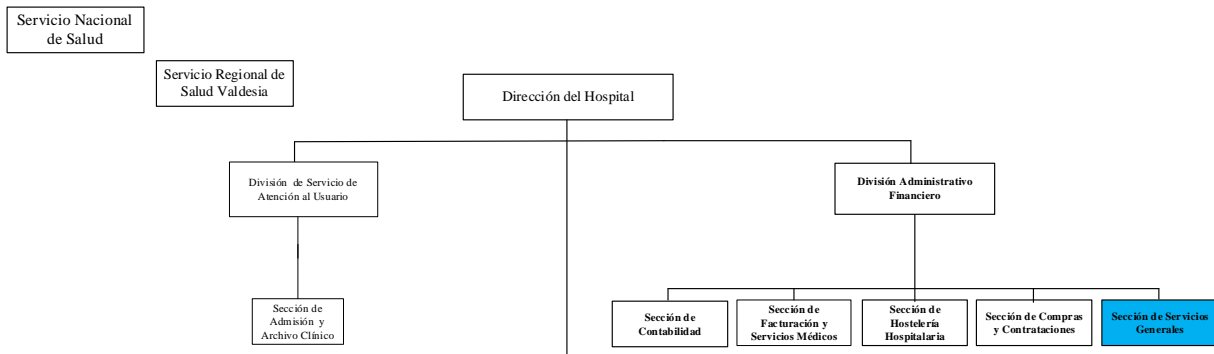 Servicio Nacional
de Salud
Servicio Regional de
Salud Valdesia
Dirección del Hospital
División de Servicio de
Atención al Usuario
División Administrativo
Financiero
Sección de
Admisión y
Archivo Clínico
Sección de
Contabilidad
Sección de
Facturación y
Servicios Médicos
Sección de
Hostelería
Hospitalaria
Sección de Compras
y Contrataciones
Sección de Servicios
Generales